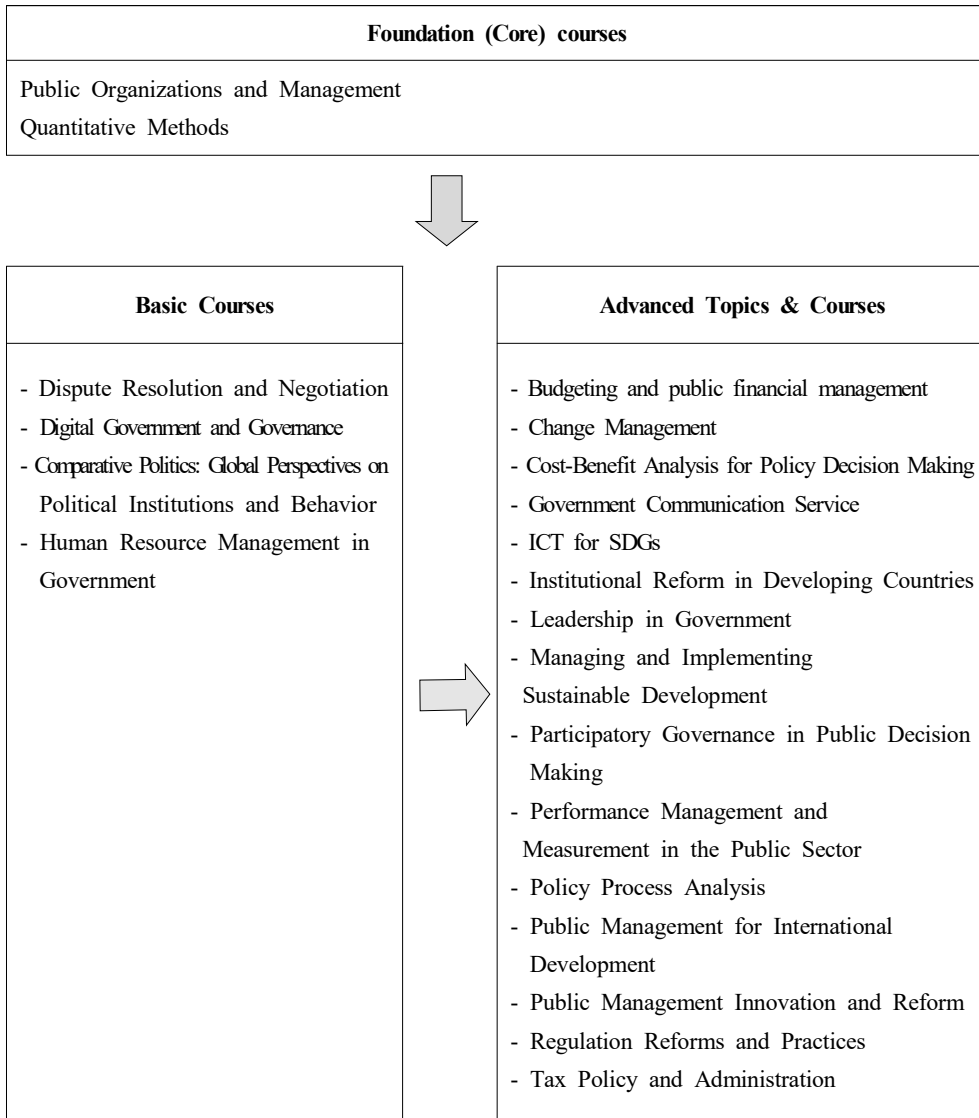 Foundation (Core) courses
Public Organizations and Management
Quantitative Methods
Basic Courses
- Dispute Resolution and Negotiation
- Digital Government and Governance
- Comparative Politics: Global Perspectives on
Political Institutions and Behavior
- Human Resource Management in
Government
Advanced Topics & Courses
- Budgeting and public financial management
- Change Management
- Cost-Benefit Analysis for Policy Decision Making
- Government Communication Service
- ICT for SDGs
- Institutional Reform in Developing Countries
- Leadership in Government
- Managing and Implementing
Sustainable Development
- Participatory Governance in Public Decision
Making
- Performance Management and
Measurement in the Public Sector
- Policy Process Analysis
- Public Management for International
Development
- Public Management Innovation and Reform
- Regulation Reforms and Practices
- Tax Policy and Administration